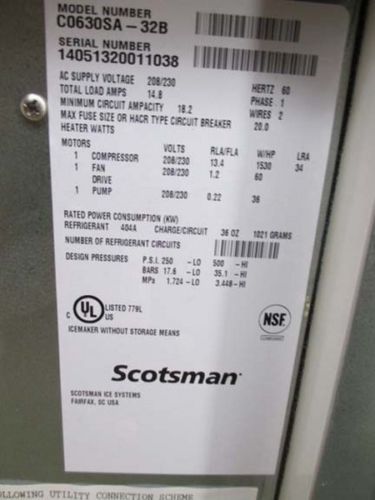 MODEL NUMBER
C0630SA-32B
SERIAL NUMBER
14051320011038
AC SUPPLY VOLTAGE 208/230 HERTZ 60
TOTAL LOAD AMPS 14.8 PHASE 1
MINIMUM CIRCUIT AMPACITY 18.2 WIRES 2
MAX FUSE SIZE OR HACR TYPE CIRCUIT BREAKER 20.0
HEATER WATTS
MOTORS VOLTS RLA/FLA W/HP LRA
1 COMPRESSOR 208/230 13.4 1530 34
1 FAN 208/230 1.2 60
DRIVE
1 PUMP 208/230 0.22 36
RATED POWER CONSUMPTION (KW)
REFRIGERANT 404A CHARGE/CIRCUIT 36 OZ 1021 GRAMS
NUMBER OF REFRIGERANT CIRCUITS
DESIGN PRESSURES P.S.I. 250 -LO 500 -HI
BARS 17.6 -LO 35.1 -HI
MPa 1.724 -LO 3.448 -HI
C UL US LISTED 779L
ICEMAKER WITHOUT STORAGE MEANS
NSF
Scotsman
SCOTSMAN ICE SYSTEMS
FAIRFAX, SC USA
OLLOWING UTILITY CONNECTION SCHEME